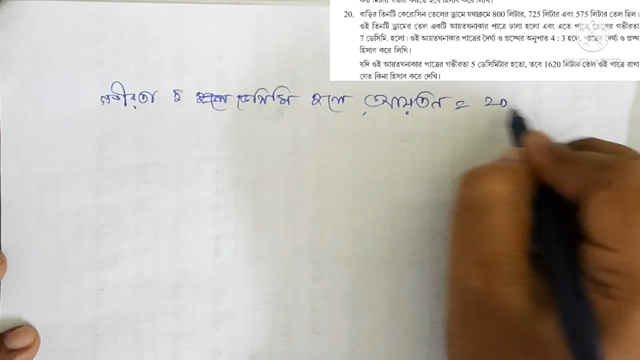 20. বাড়ির তিনটি কেরোসিন তেলের ড্রামে যথাক্রমে 800 লিটার, 725 লিটার এবং 575 লিটার তেল ছিল।
ওই তিনটি ড্রামের তেল একটি আয়তঘনাকার পাত্রে ঢালা হলো এবং এতে পাত্রে তেলের গভীরতা
7 ডেসিমি. হলো। ওই আয়তঘনাকার পাত্রের দৈর্ঘ্য ও প্রস্থের অনুপাত 4 : 3 হলে, পাত্রের দৈর্ঘ্য ও প্রস্থ
হিসাব করে লিখি।
যদি ওই আয়তঘনাকার পাত্রের গভীরতা 5 ডেসিমিটার হতো, তবে 1620 লিটার তেল ওই পাত্রে রাখা
যেত কিনা হিসাব করে দেখি।
গভীরতা ডেসিমি হলে আয়তন = 20